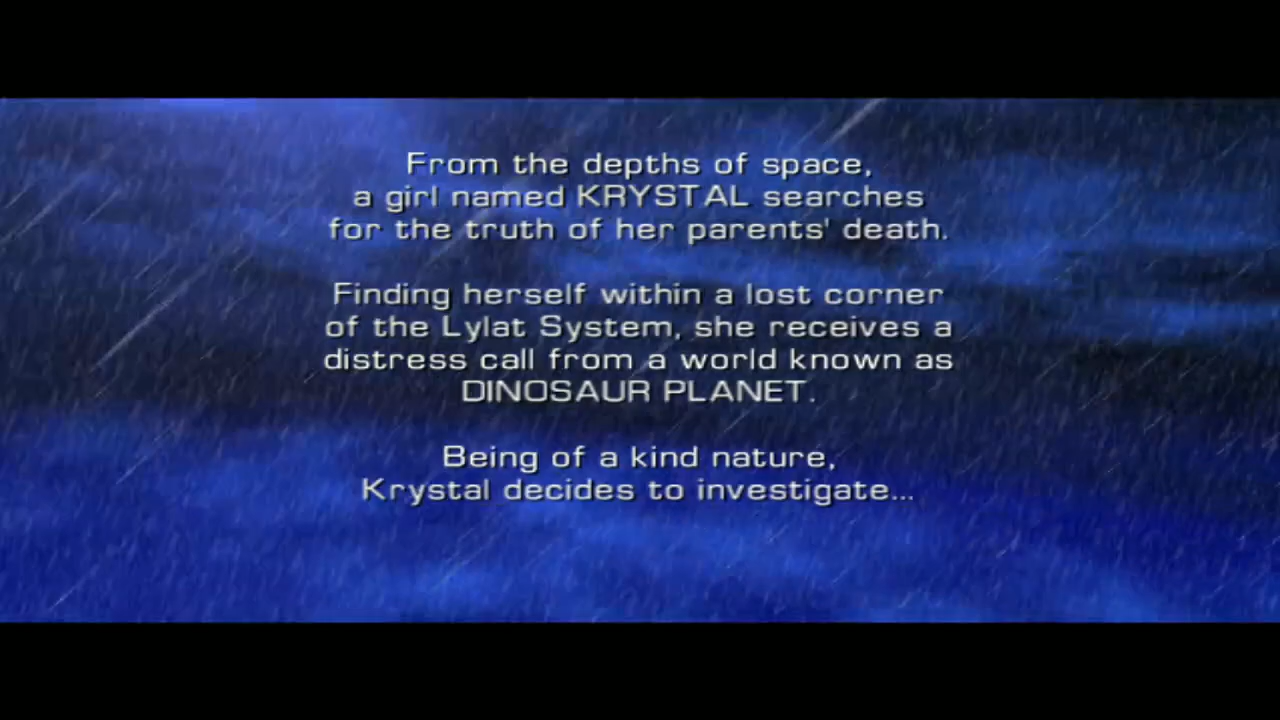 From the depths of space,
a girl named KRYSTAL searches
for the truth of her parents' death.
Finding herself within a lost corner
of the Lylat System, she receives a
distress call from a world known as
DINOSAUR PLANET.
Being of a kind nature,
Krystal decides to investigate...